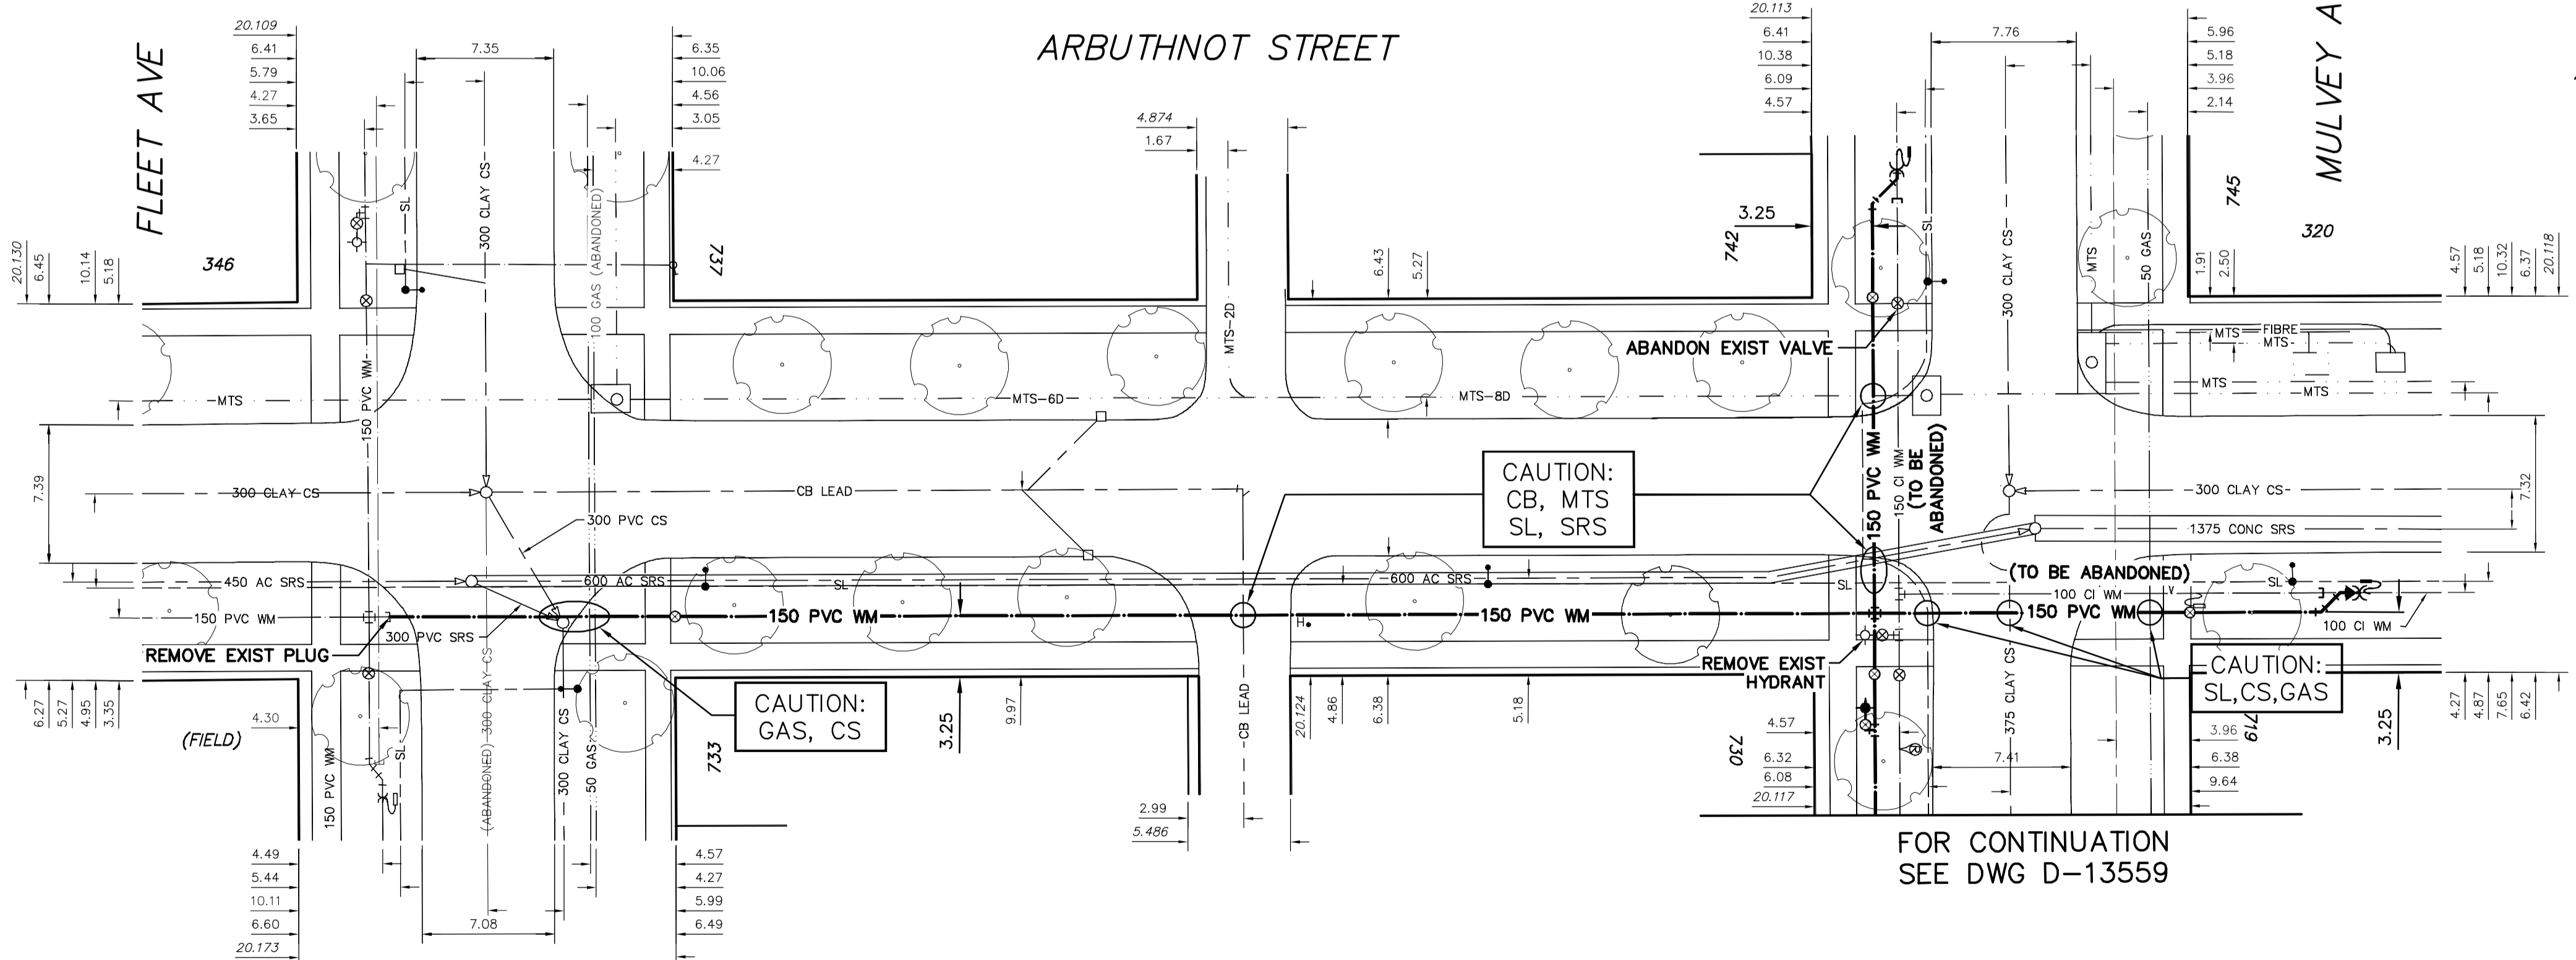 ARBUTHNOT STREET
FLEET AVE
MULVEY A
20.109
6.41
5.79
4.27
3.65
7.35
6.35
10.06
4.56
3.05
4.27
4.874
1.67
20.113
6.41
10.38
6.09
4.57
7.76
5.96
5.18
3.96
2.14
SL
300 CLAY CS
100 GAS (ABANDONED)
346
737
MTS-2D
6.43
5.27
3.25
742
SL
300 CLAY CS
MTS
50 GAS
745
320
1.91
2.50
20.130
6.45
10.14
5.18
4.57
5.18
10.32
6.37
20.118
150 PVC WM
ABANDON EXIST VALVE
MTS
FIBRE
MTS
MTS
MTS
MTS
MTS-6D
MTS-8D
7.39
7.32
300 CLAY CS
CB LEAD
300 PVC CS
CAUTION:
CB, MTS
SL, SRS
150 PVC WM
150 CI WM
(TO BE
ABANDONED)
300 CLAY CS
1375 CONC SRS
450 AC SRS
600 AC SRS
SL
600 AC SRS
SL
(TO BE ABANDONED)
SL
100 CI WM
V
150 PVC WM
300 PVC SRS
150 PVC WM
H
150 PVC WM
150 PVC WM
100 CI WM
REMOVE EXIST PLUG
REMOVE EXIST
HYDRANT
CAUTION:
GAS, CS
CAUTION:
SL,CS,GAS
6.27
5.27
4.95
3.35
4.30
(FIELD)
150 PVC WM
SL
(ABANDONED) 300 CLAY CS
300 CLAY CS
50 GAS
733
3.25
9.97
CB LEAD
20.124
4.86
6.38
5.18
730
4.57
6.32
6.08
20.117
375 CLAY CS
7.41
719
3.96
6.38
9.64
3.25
4.27
4.87
7.65
6.42
2.99
5.486
FOR CONTINUATION
SEE DWG D-13559
4.49
5.44
10.11
6.60
20.173
7.08
4.57
4.27
5.99
6.49